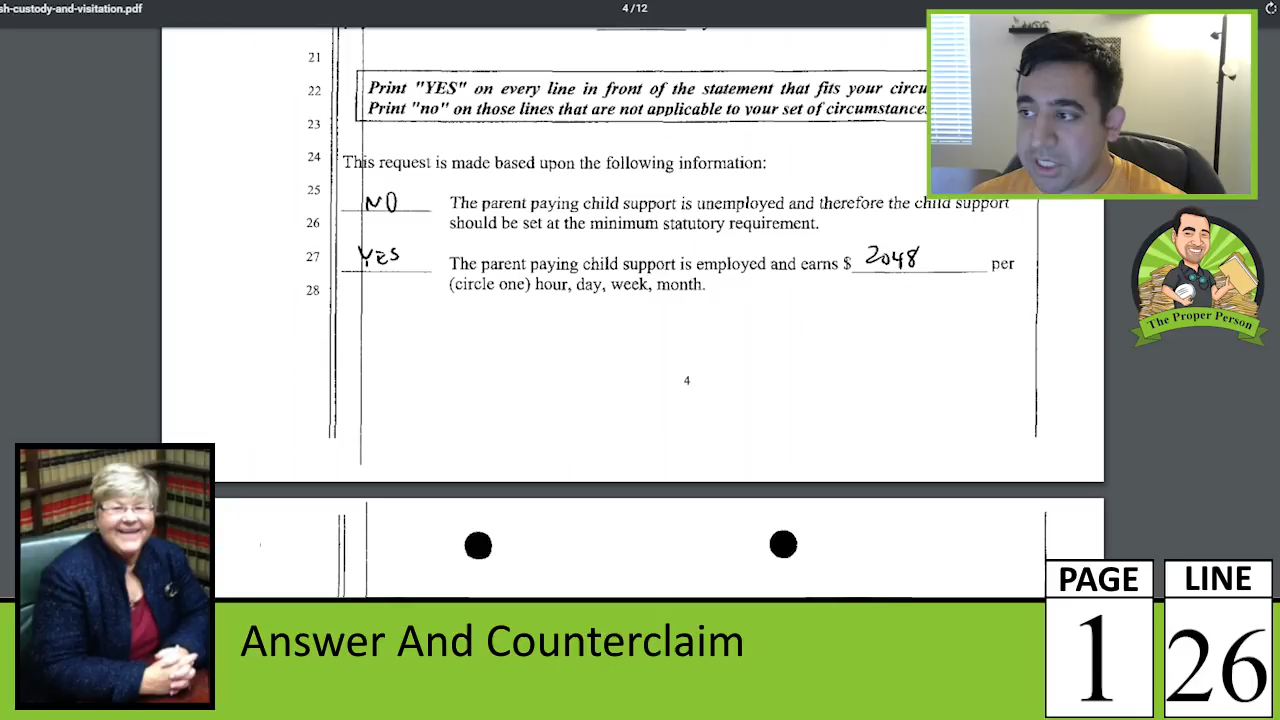 sh-custody-and-visitation.pdf
4/12
21
22 Print "YES" on every line in front of the statement that fits your circu
Print "NO" on those lines that are not applicable to your set of circumstance
23
24 This request is made based upon the following information:
25 NO The parent paying child support is unemployed and therefore the child support
26 should be set at the minimum statutory requirement.
27 YES The parent paying child support is employed and earns $ 2048 per
28 (circle one) hour, day, week, month.
4
The Proper Person
Answer And Counterclaim
PAGE LINE
1 26